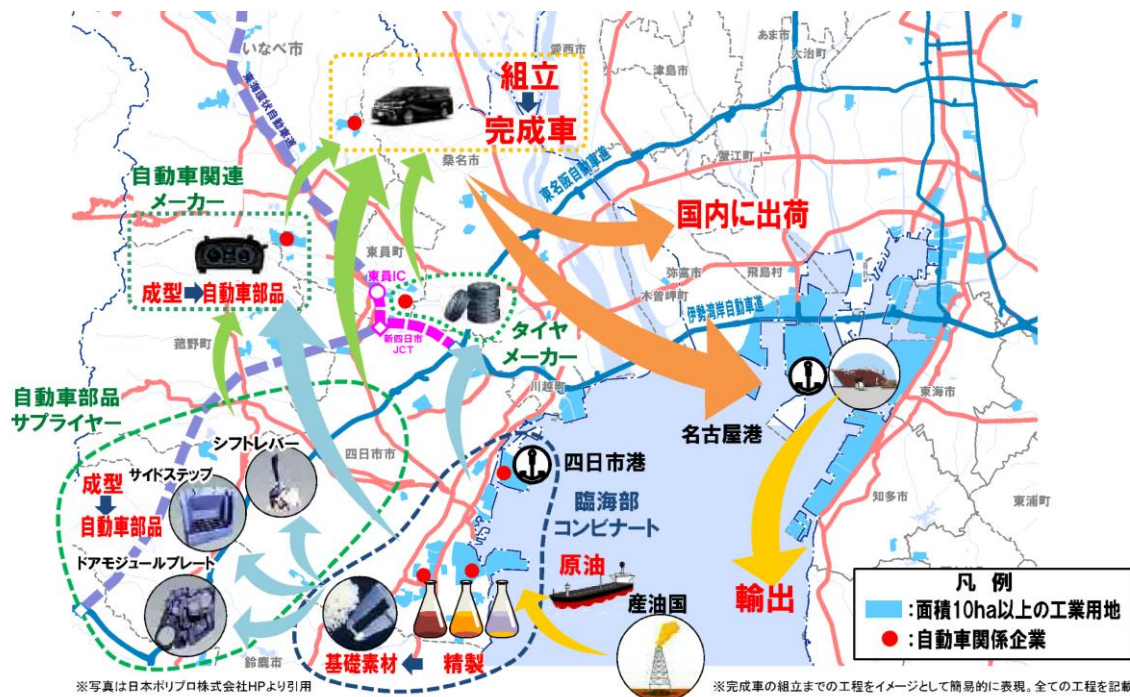 いなべ市
愛西市
あま市
大治町
津島市
組立
完成車
東海環状自動車道
桑名市
蟹江町
東名阪自動車道
自動車関連
メーカー
国内に出荷
東員町
弥富市
飛島村
木曽岬町
東員IC
成型
自動車部品
伊勢湾岸自動車道
新四日市
JCT
タイヤ
メーカー
菰野町
川越町
東海市
自動車部品
サプライヤー
名古屋港
シフトレバー
四日市市
四日市港
サイドステップ
成型
自動車部品
臨海部
コンビナート
知多市
東浦町
ドアモジュールプレート
原油
産油国
輸出
凡例
:面積10ha以上の工業用地
:自動車関係企業
基礎素材
精製
鈴鹿市
※写真は日本ポリプロ株式会社HPより引用
※完成車の組立までの工程をイメージとして簡易的に表現。全ての工程を記載